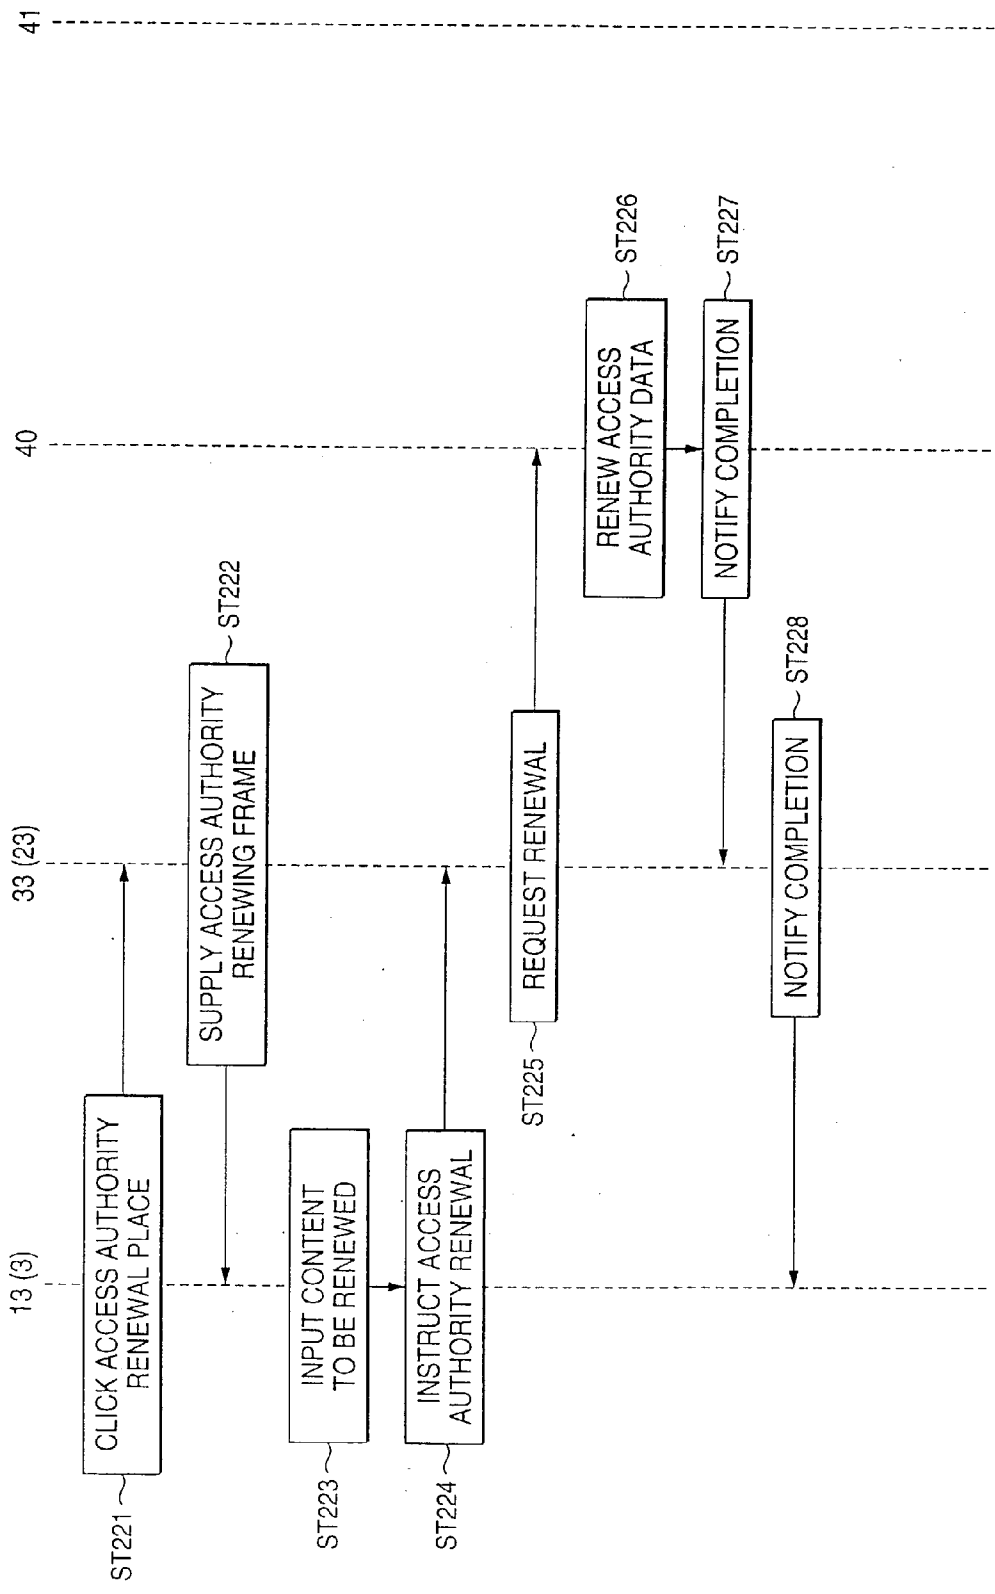 13 (3)
33 (23)
40
41
ST221
CLICK ACCESS AUTHORITY
RENEWAL PLACE
SUPPLY ACCESS AUTHORITY
RENEWING FRAME
ST222
ST223
INPUT CONTENT
TO BE RENEWED
ST224
INSTRUCT ACCESS
AUTHORITY RENEWAL
ST225
REQUEST RENEWAL
RENEW ACCESS
AUTHORITY DATA
ST226
NOTIFY COMPLETION
ST227
NOTIFY COMPLETION
ST228